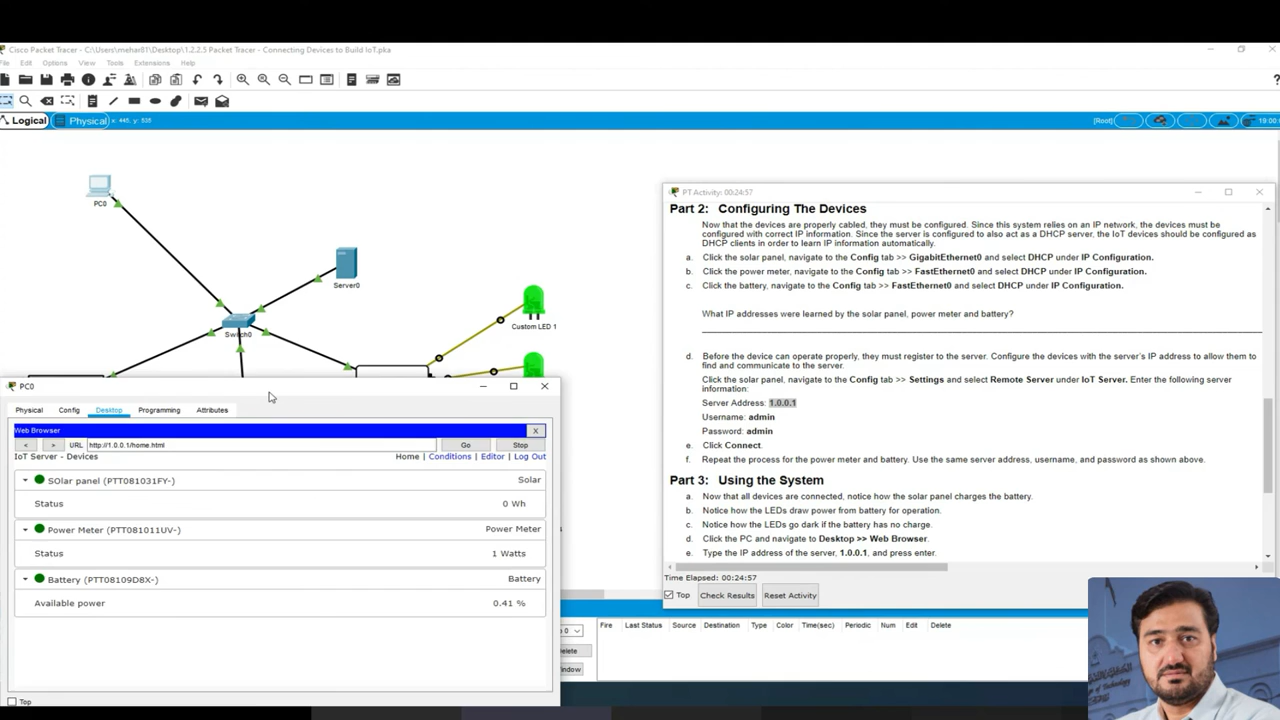 Cisco Packet Tracer - C:\Users\mehar81\Desktop\1.2.2.5 Packet Tracer - Connecting Devices to Build IoT.pka
File Edit Options View Tools Extensions Help
Logical Physical x: 445, y: 535 [Root] 19:00:
PC0
Server0
Switch0
Custom LED 1
PT Activity: 00:24:57
Part 2: Configuring The Devices
Now that the devices are properly cabled, they must be configured. Since this system relies on an IP network, the devices must be
configured with correct IP information. Since the server is configured to also act as a DHCP server, the IoT devices should be configured as
DHCP clients in order to learn IP information automatically.
a. Click the solar panel, navigate to the Config tab >> GigabitEthernet0 and select DHCP under IP Configuration.
b. Click the power meter, navigate to the Config tab >> FastEthernet0 and select DHCP under IP Configuration.
c. Click the battery, navigate to the Config tab >> FastEthernet0 and select DHCP under IP Configuration.
What IP addresses were learned by the solar panel, power meter and battery?
d. Before the device can operate properly, they must register to the server. Configure the devices with the server's IP address to allow them to
find and communicate to the server.
Click the solar panel, navigate to the Config tab >> Settings and select Remote Server under IoT Server. Enter the following server
information:
Server Address: 1.0.0.1
Username: admin
Password: admin
e. Click Connect.
f. Repeat the process for the power meter and battery. Use the same server address, username, and password as shown above.
Part 3: Using the System
a. Now that all devices are connected, notice how the solar panel charges the battery.
b. Notice how the LEDs draw power from battery for operation.
c. Notice how the LEDs go dark if the battery has no charge.
d. Click the PC and navigate to Desktop >> Web Browser.
e. Type the IP address of the server, 1.0.0.1, and press enter.
Time Elapsed: 00:24:57
Top Check Results Reset Activity
PC0
Physical Config Desktop Programming Attributes
Web Browser X
< > URL http://1.0.0.1/home.html Go Stop
IoT Server - Devices Home | Conditions | Editor | Log Out
SOlar panel (PTT081031FY-) Solar
Status 0 Wh
Power Meter (PTT081011UV-) Power Meter
Status 1 Watts
Battery (PTT08109D8X-) Battery
Available power 0.41 %
Top
Fire Last Status Source Destination Type Color Time(sec) Periodic Num Edit Delete